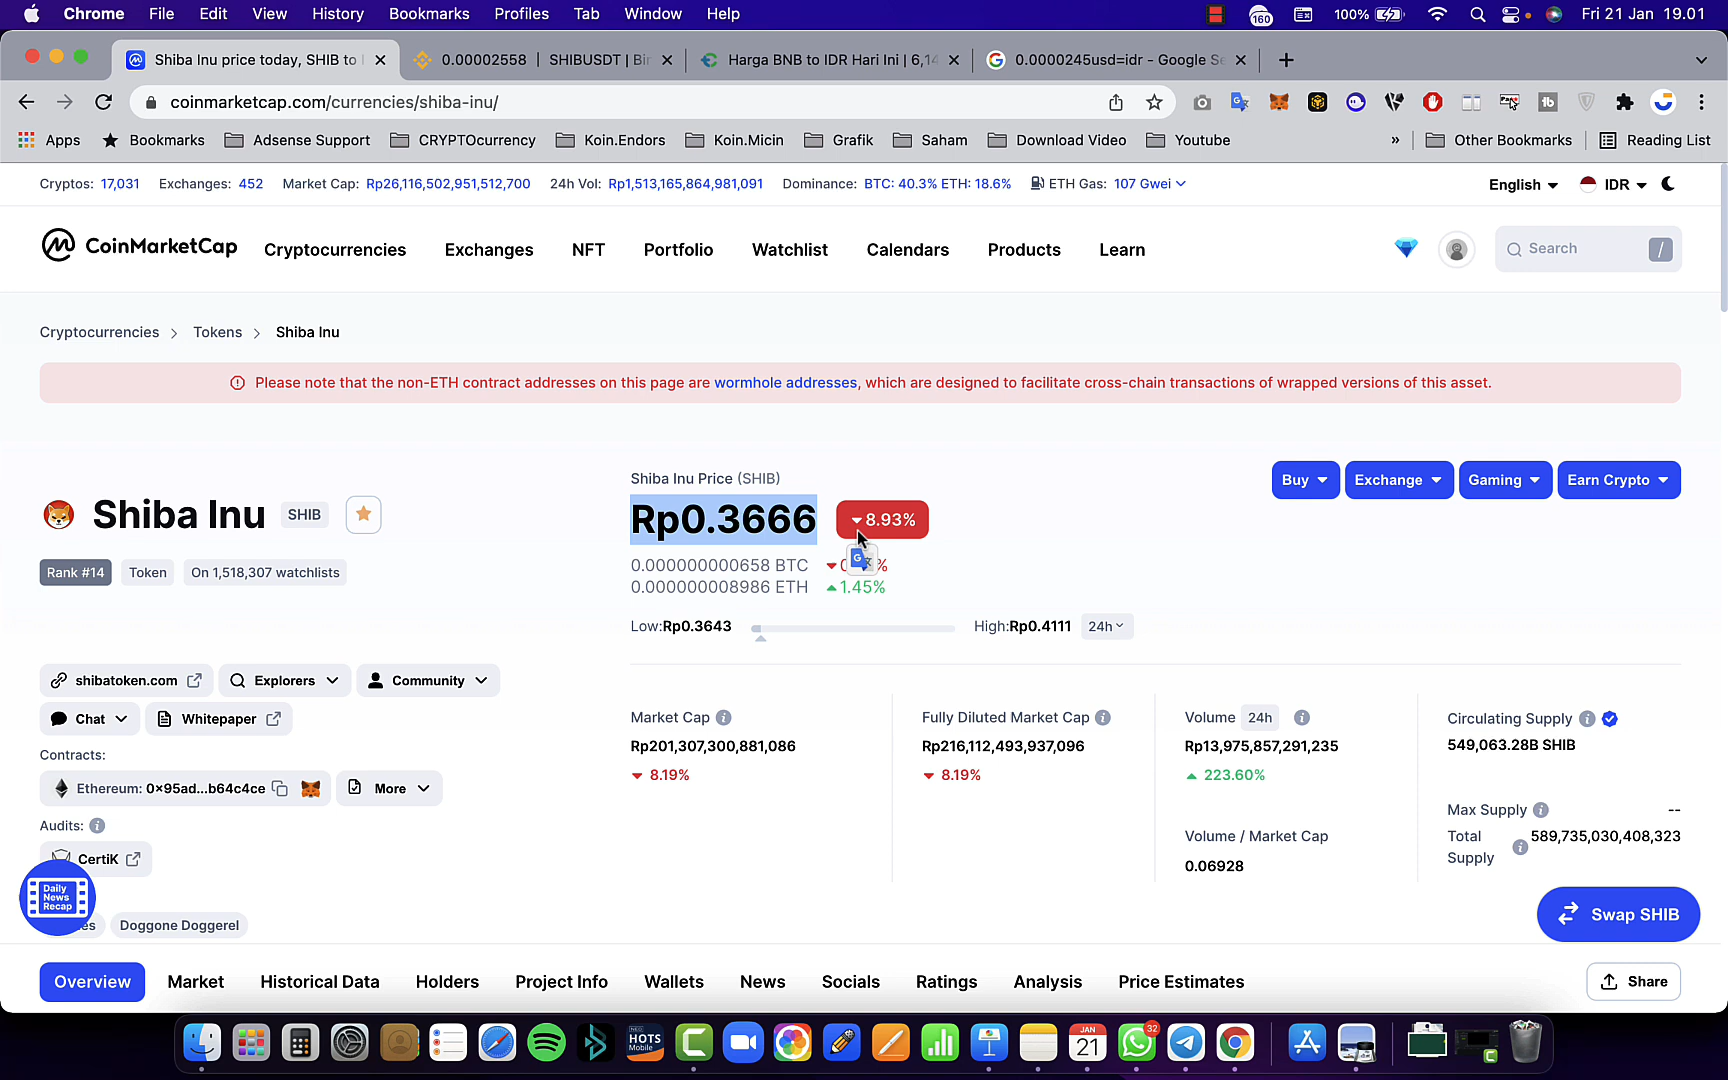 Chrome File Edit View History Bookmarks Profiles Tab Window Help 160 100% Fri 21 Jan 19.01
Shiba Inu price today, SHIB to 0.00002558 | SHIBUSDT | Bin Harga BNB to IDR Hari Ini | 6,14 0.0000245usd=idr - Google Se
coinmarketcap.com/currencies/shiba-inu/
Apps Bookmarks Adsense Support CRYPTOcurrency Koin.Endors Koin.Micin Grafik Saham Download Video Youtube » Other Bookmarks Reading List
Cryptos: 17,031 Exchanges: 452 Market Cap: Rp26,116,502,951,512,700 24h Vol: Rp1,513,165,864,981,091 Dominance: BTC: 40.3% ETH: 18.6% ETH Gas: 107 Gwei English IDR
CoinMarketCap Cryptocurrencies Exchanges NFT Portfolio Watchlist Calendars Products Learn Search /
Cryptocurrencies > Tokens > Shiba Inu
Please note that the non-ETH contract addresses on this page are wormhole addresses, which are designed to facilitate cross-chain transactions of wrapped versions of this asset.
Shiba Inu SHIB
Rank #14 Token On 1,518,307 watchlists
Shiba Inu Price (SHIB)
Rp0.3666 8.93%
0.000000000658 BTC
0.000000008986 ETH 1.45%
Low:Rp0.3643 High:Rp0.4111 24h
Buy Exchange Gaming Earn Crypto
shibatoken.com Explorers Community
Chat Whitepaper
Contracts:
Ethereum: 0x95ad...b64c4ce More
Audits:
CertiK
Daily
News
Recap
Doggone Doggerel
Market Cap
Rp201,307,300,881,086
8.19%
Fully Diluted Market Cap
Rp216,112,493,937,096
8.19%
Volume 24h
Rp13,975,857,291,235
223.60%
Volume / Market Cap
0.06928
Circulating Supply
549,063.28B SHIB
Max Supply --
Total Supply 589,735,030,408,323
Swap SHIB
Overview Market Historical Data Holders Project Info Wallets News Socials Ratings Analysis Price Estimates Share
HOTS
Mobile
JAN
21
32